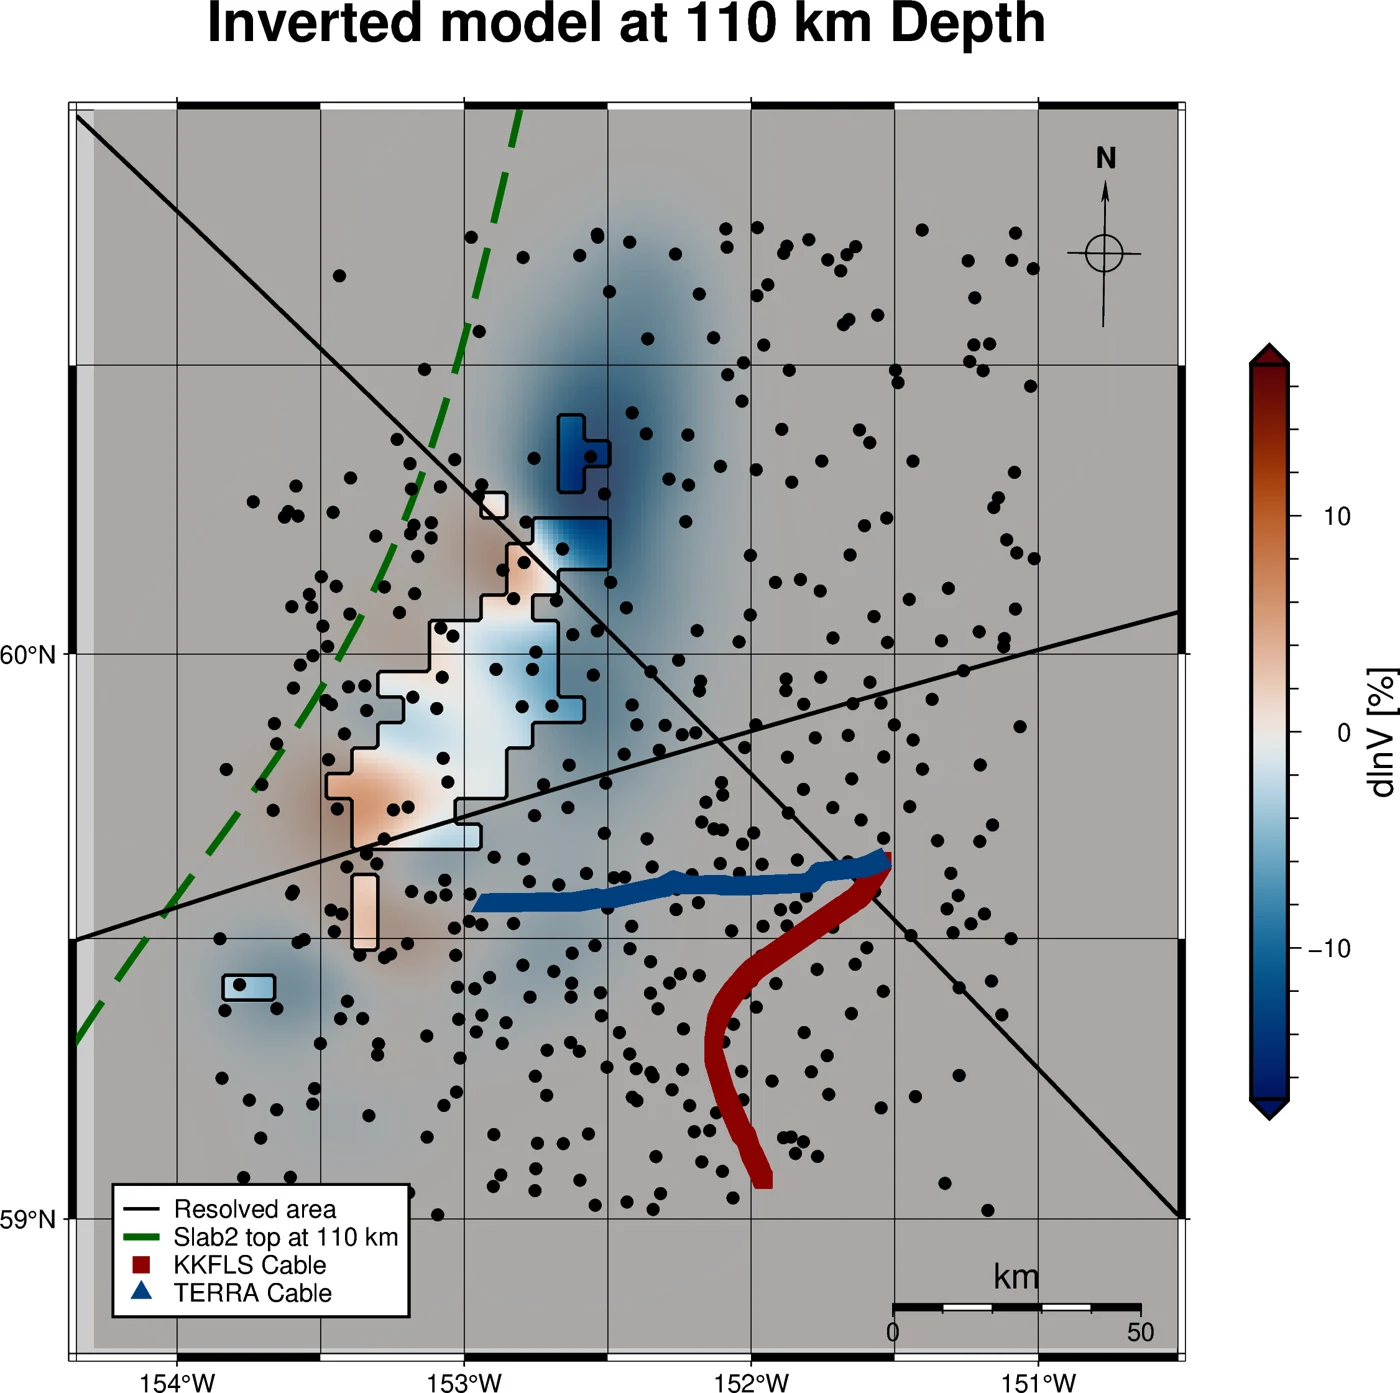 Inverted model at 110 km Depth
N
10
0
−10
dlnV [%]
60°N
59°N
Resolved area
Slab2 top at 110 km
KKFLS Cable
TERRA Cable
km
0 50
154°W 153°W 152°W 151°W